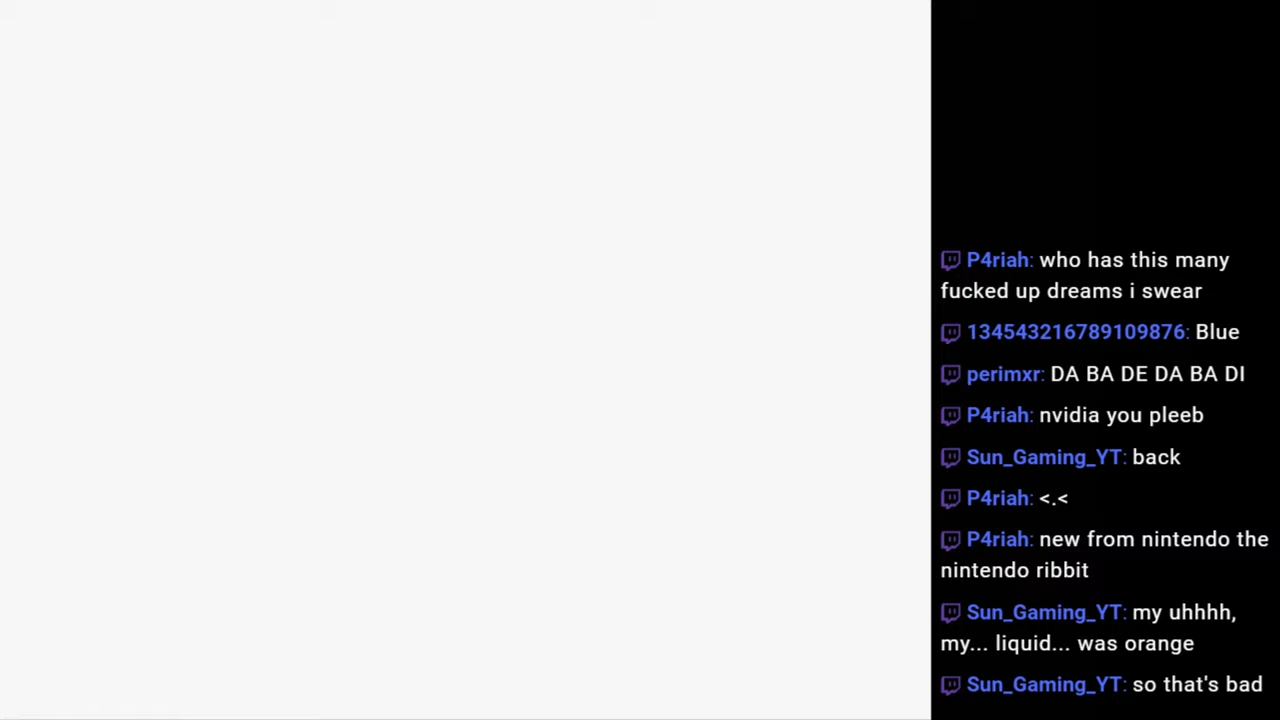 P4riah: who has this many
fucked up dreams i swear
134543216789109876: Blue
perimxr: DA BA DE DA BA DI
P4riah: nvidia you pleeb
Sun_Gaming_YT: back
P4riah: <.<
P4riah: new from nintendo the
nintendo ribbit
Sun_Gaming_YT: my uhhhh,
my... liquid... was orange
Sun_Gaming_YT: so that's bad